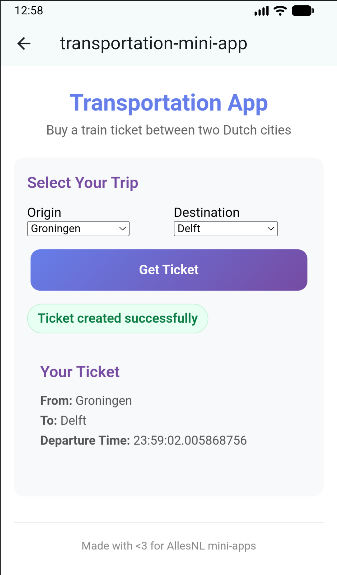 12:58
transportation-mini-app
Transportation App
Buy a train ticket between two Dutch cities
Select Your Trip
Origin
Destination
Groningen
Delft
Get Ticket
Ticket created successfully
Your Ticket
From: Groningen
To: Delft
Departure Time: 23:59:02.005868756
Made with <3 for AllesNL mini-apps